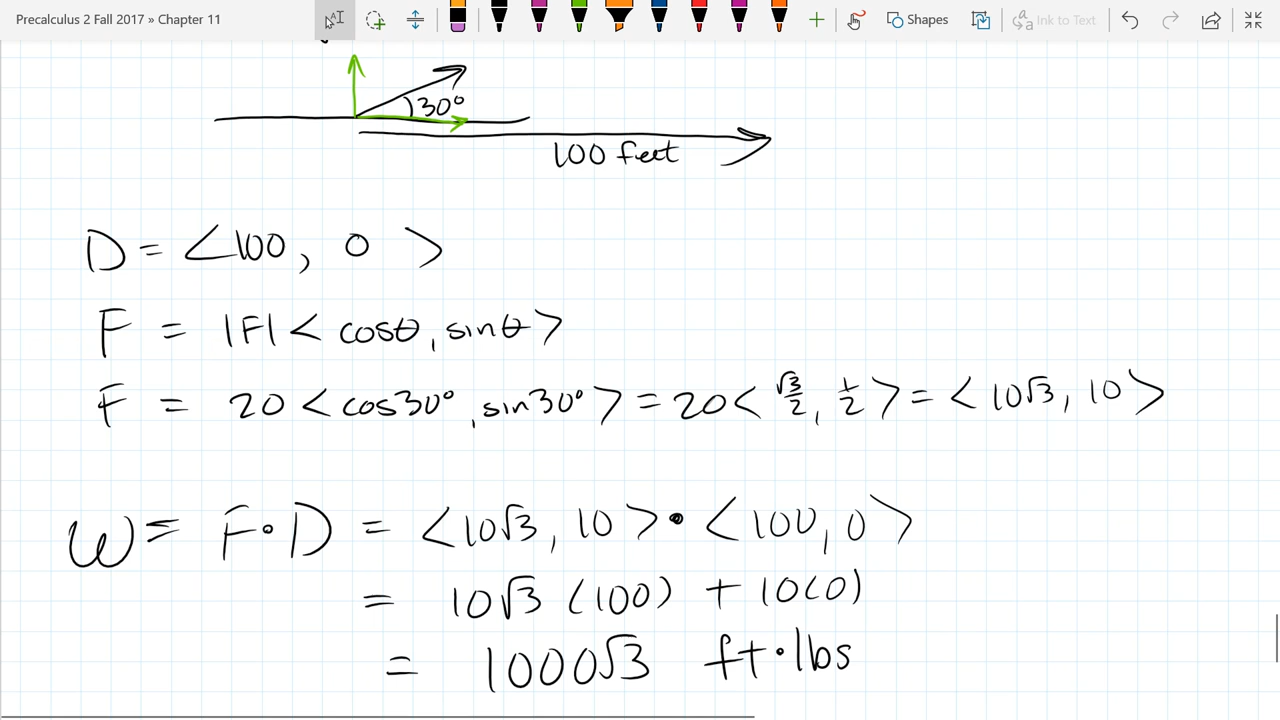 Precalculus 2 Fall 2017 » Chapter 11
Shapes
Ink to Text
30°
100 feet
D = <100, 0>
F = |F| < cosθ, sinθ>
F = 20 < cos30°, sin30° > = 20 < √3/2, 1/2 > = < 10√3, 10 >
W = F·D = <10√3, 10 > • <100, 0>
= 10√3 (100) + 10(0)
= 1000√3 ft·lbs